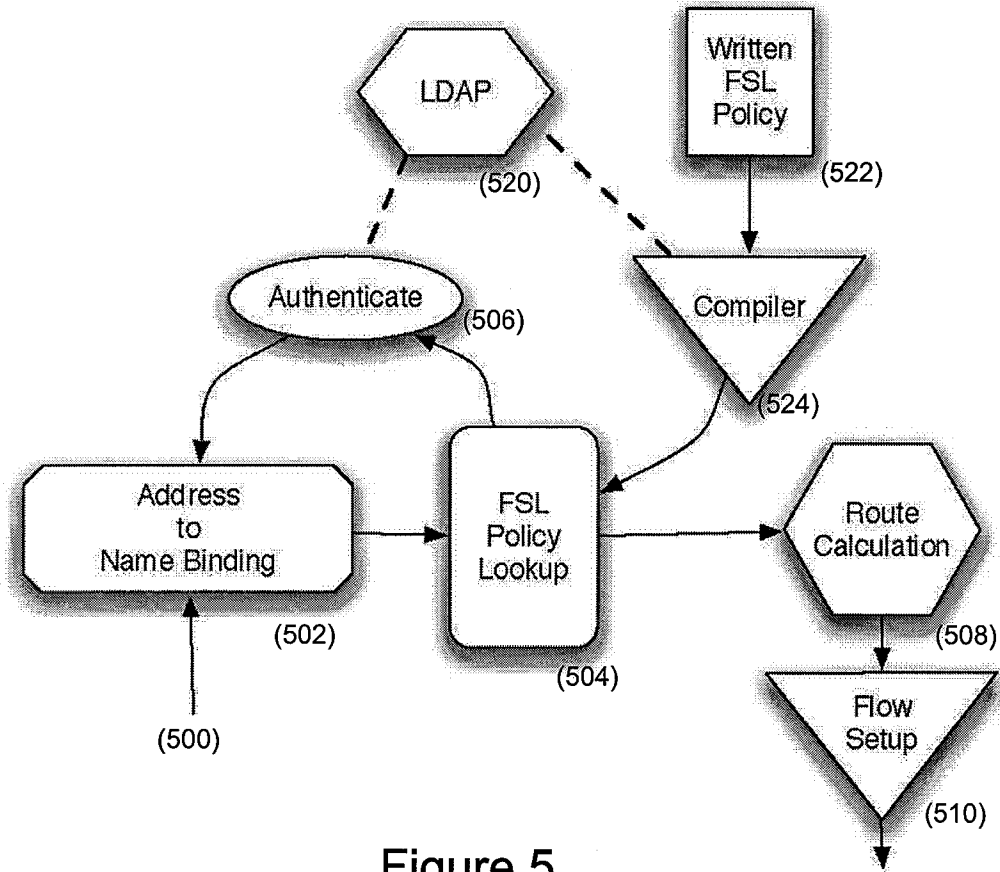 LDAP
(520)
Written
FSL
Policy
(522)
Authenticate
(506)
Compiler
(524)
Address
to
Name Binding
(502)
FSL
Policy
Lookup
(504)
Route
Calculation
(508)
(500)
Flow
Setup
(510)
Figure 5